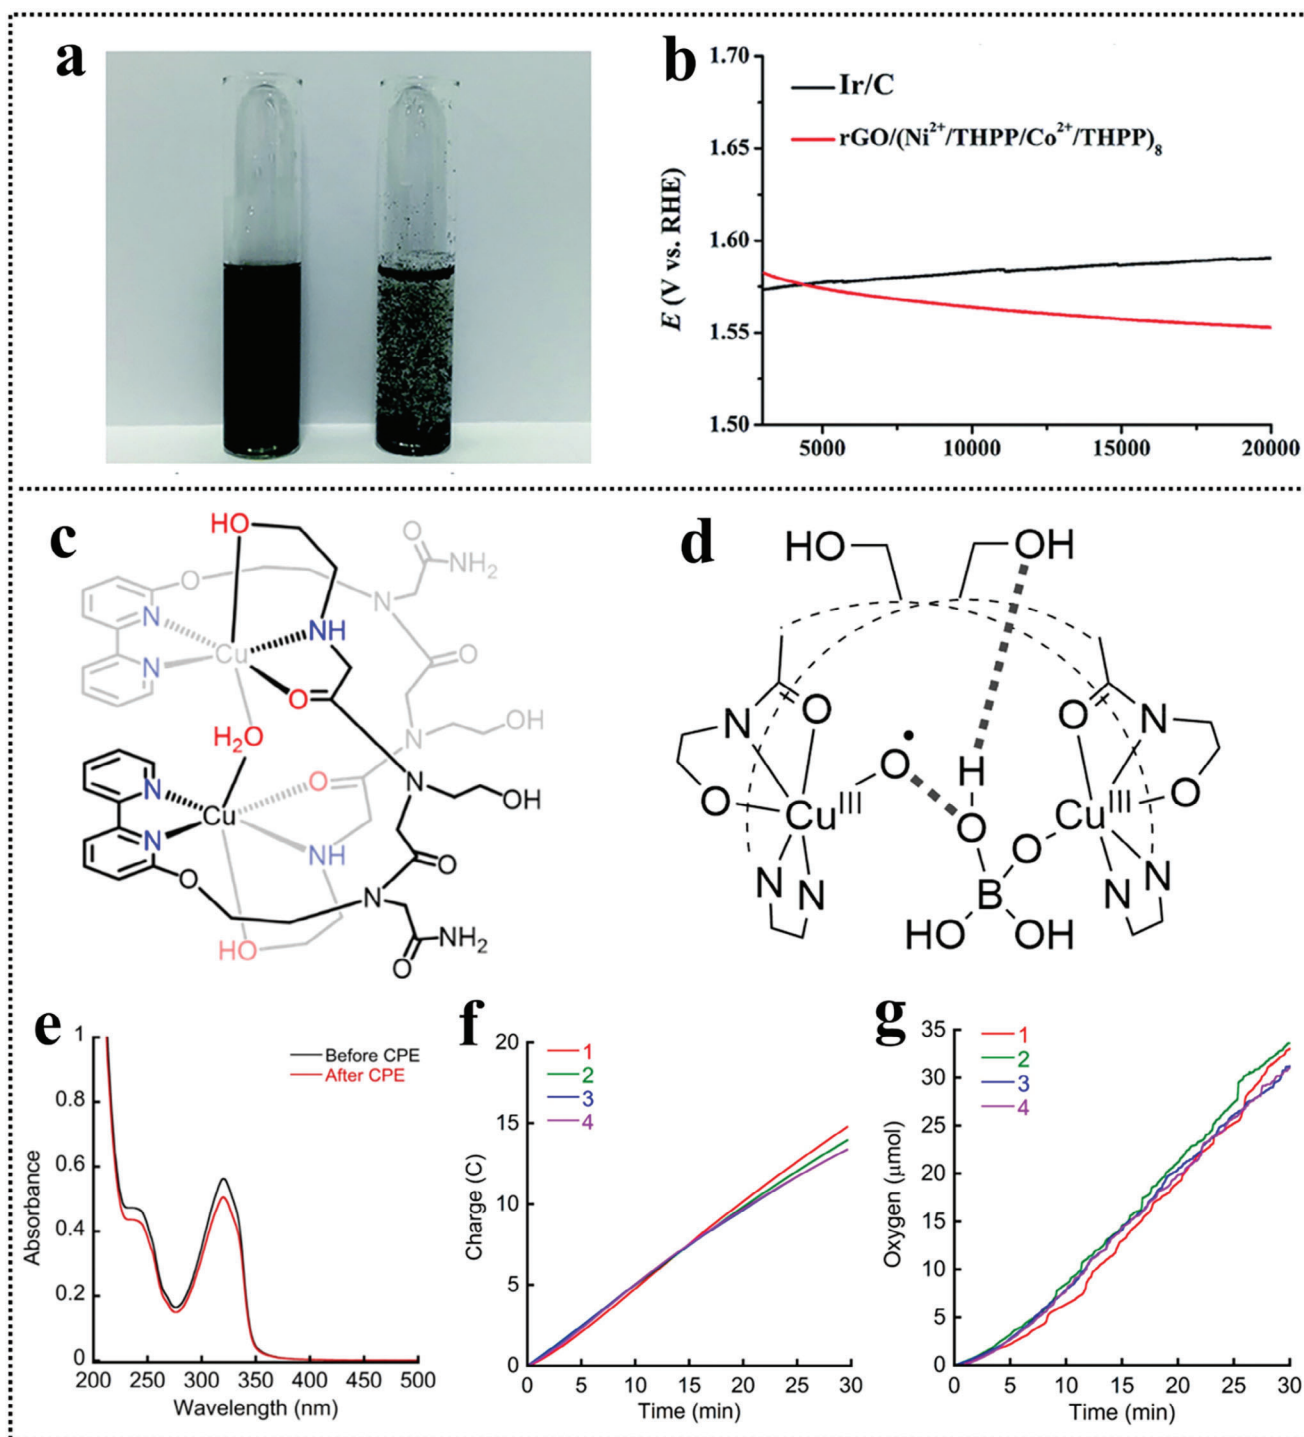 a
b
1.70
1.65
1.60
1.55
1.50
E (V vs. RHE)
Ir/C
rGO/(Ni²⁺/THPP/Co²⁺/THPP)₈
5000 10000 15000 20000
c
HO
O
O
NH₂
N
N
NH
Cu
N
O
O
H₂O
N
OH
N
O
N
OH
Cu
N
NH
O
O
N
HO
NH₂
O
d
HO
OH
N
O
O•
H
O
N
O
Cuᴵᴵᴵ
O
O
Cuᴵᴵᴵ
O
N
N
B
N
N
HO
OH
e
1
0.8
0.6
0.4
0.2
0
Absorbance
Before CPE
After CPE
200 250 300 350 400 450 500
Wavelength (nm)
f
20
15
10
5
0
Charge (C)
1
2
3
4
0 5 10 15 20 25 30
Time (min)
g
35
30
25
20
15
10
5
0
Oxygen (μmol)
1
2
3
4
0 5 10 15 20 25 30
Time (min)